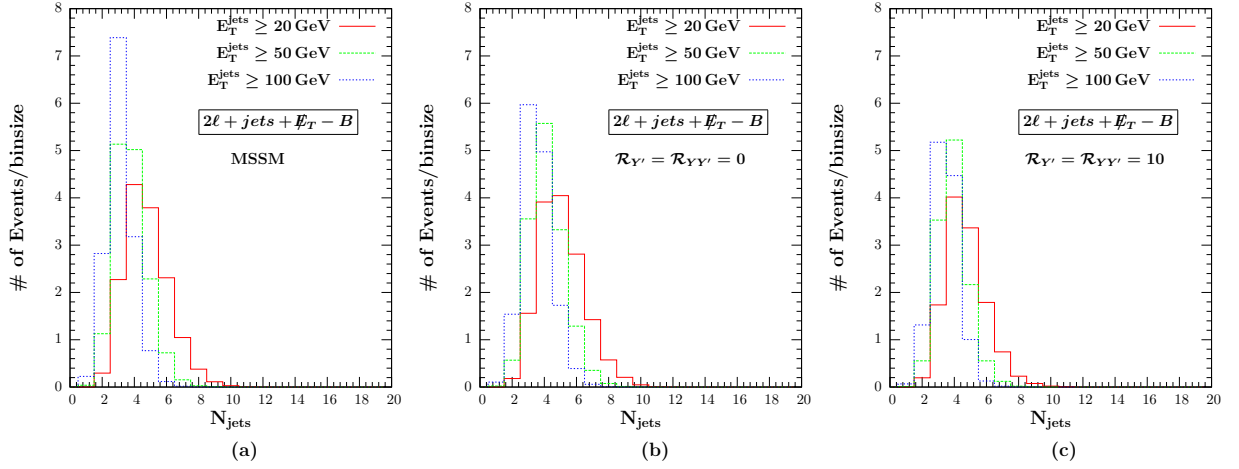 E_T^jets ≥ 20 GeV
E_T^jets ≥ 50 GeV
E_T^jets ≥ 100 GeV
2ℓ + jets + E̸_T − B
MSSM
# of Events/binsize
8
7
6
5
4
3
2
1
0
0 2 4 6 8 10 12 14 16 18 20
N_jets
(a)
E_T^jets ≥ 20 GeV
E_T^jets ≥ 50 GeV
E_T^jets ≥ 100 GeV
2ℓ + jets + E̸_T − B
ℛ_Y′ = ℛ_YY′ = 0
# of Events/binsize
8
7
6
5
4
3
2
1
0
0 2 4 6 8 10 12 14 16 18 20
N_jets
(b)
E_T^jets ≥ 20 GeV
E_T^jets ≥ 50 GeV
E_T^jets ≥ 100 GeV
2ℓ + jets + E̸_T − B
ℛ_Y′ = ℛ_YY′ = 10
# of Events/binsize
8
7
6
5
4
3
2
1
0
0 2 4 6 8 10 12 14 16 18 20
N_jets
(c)